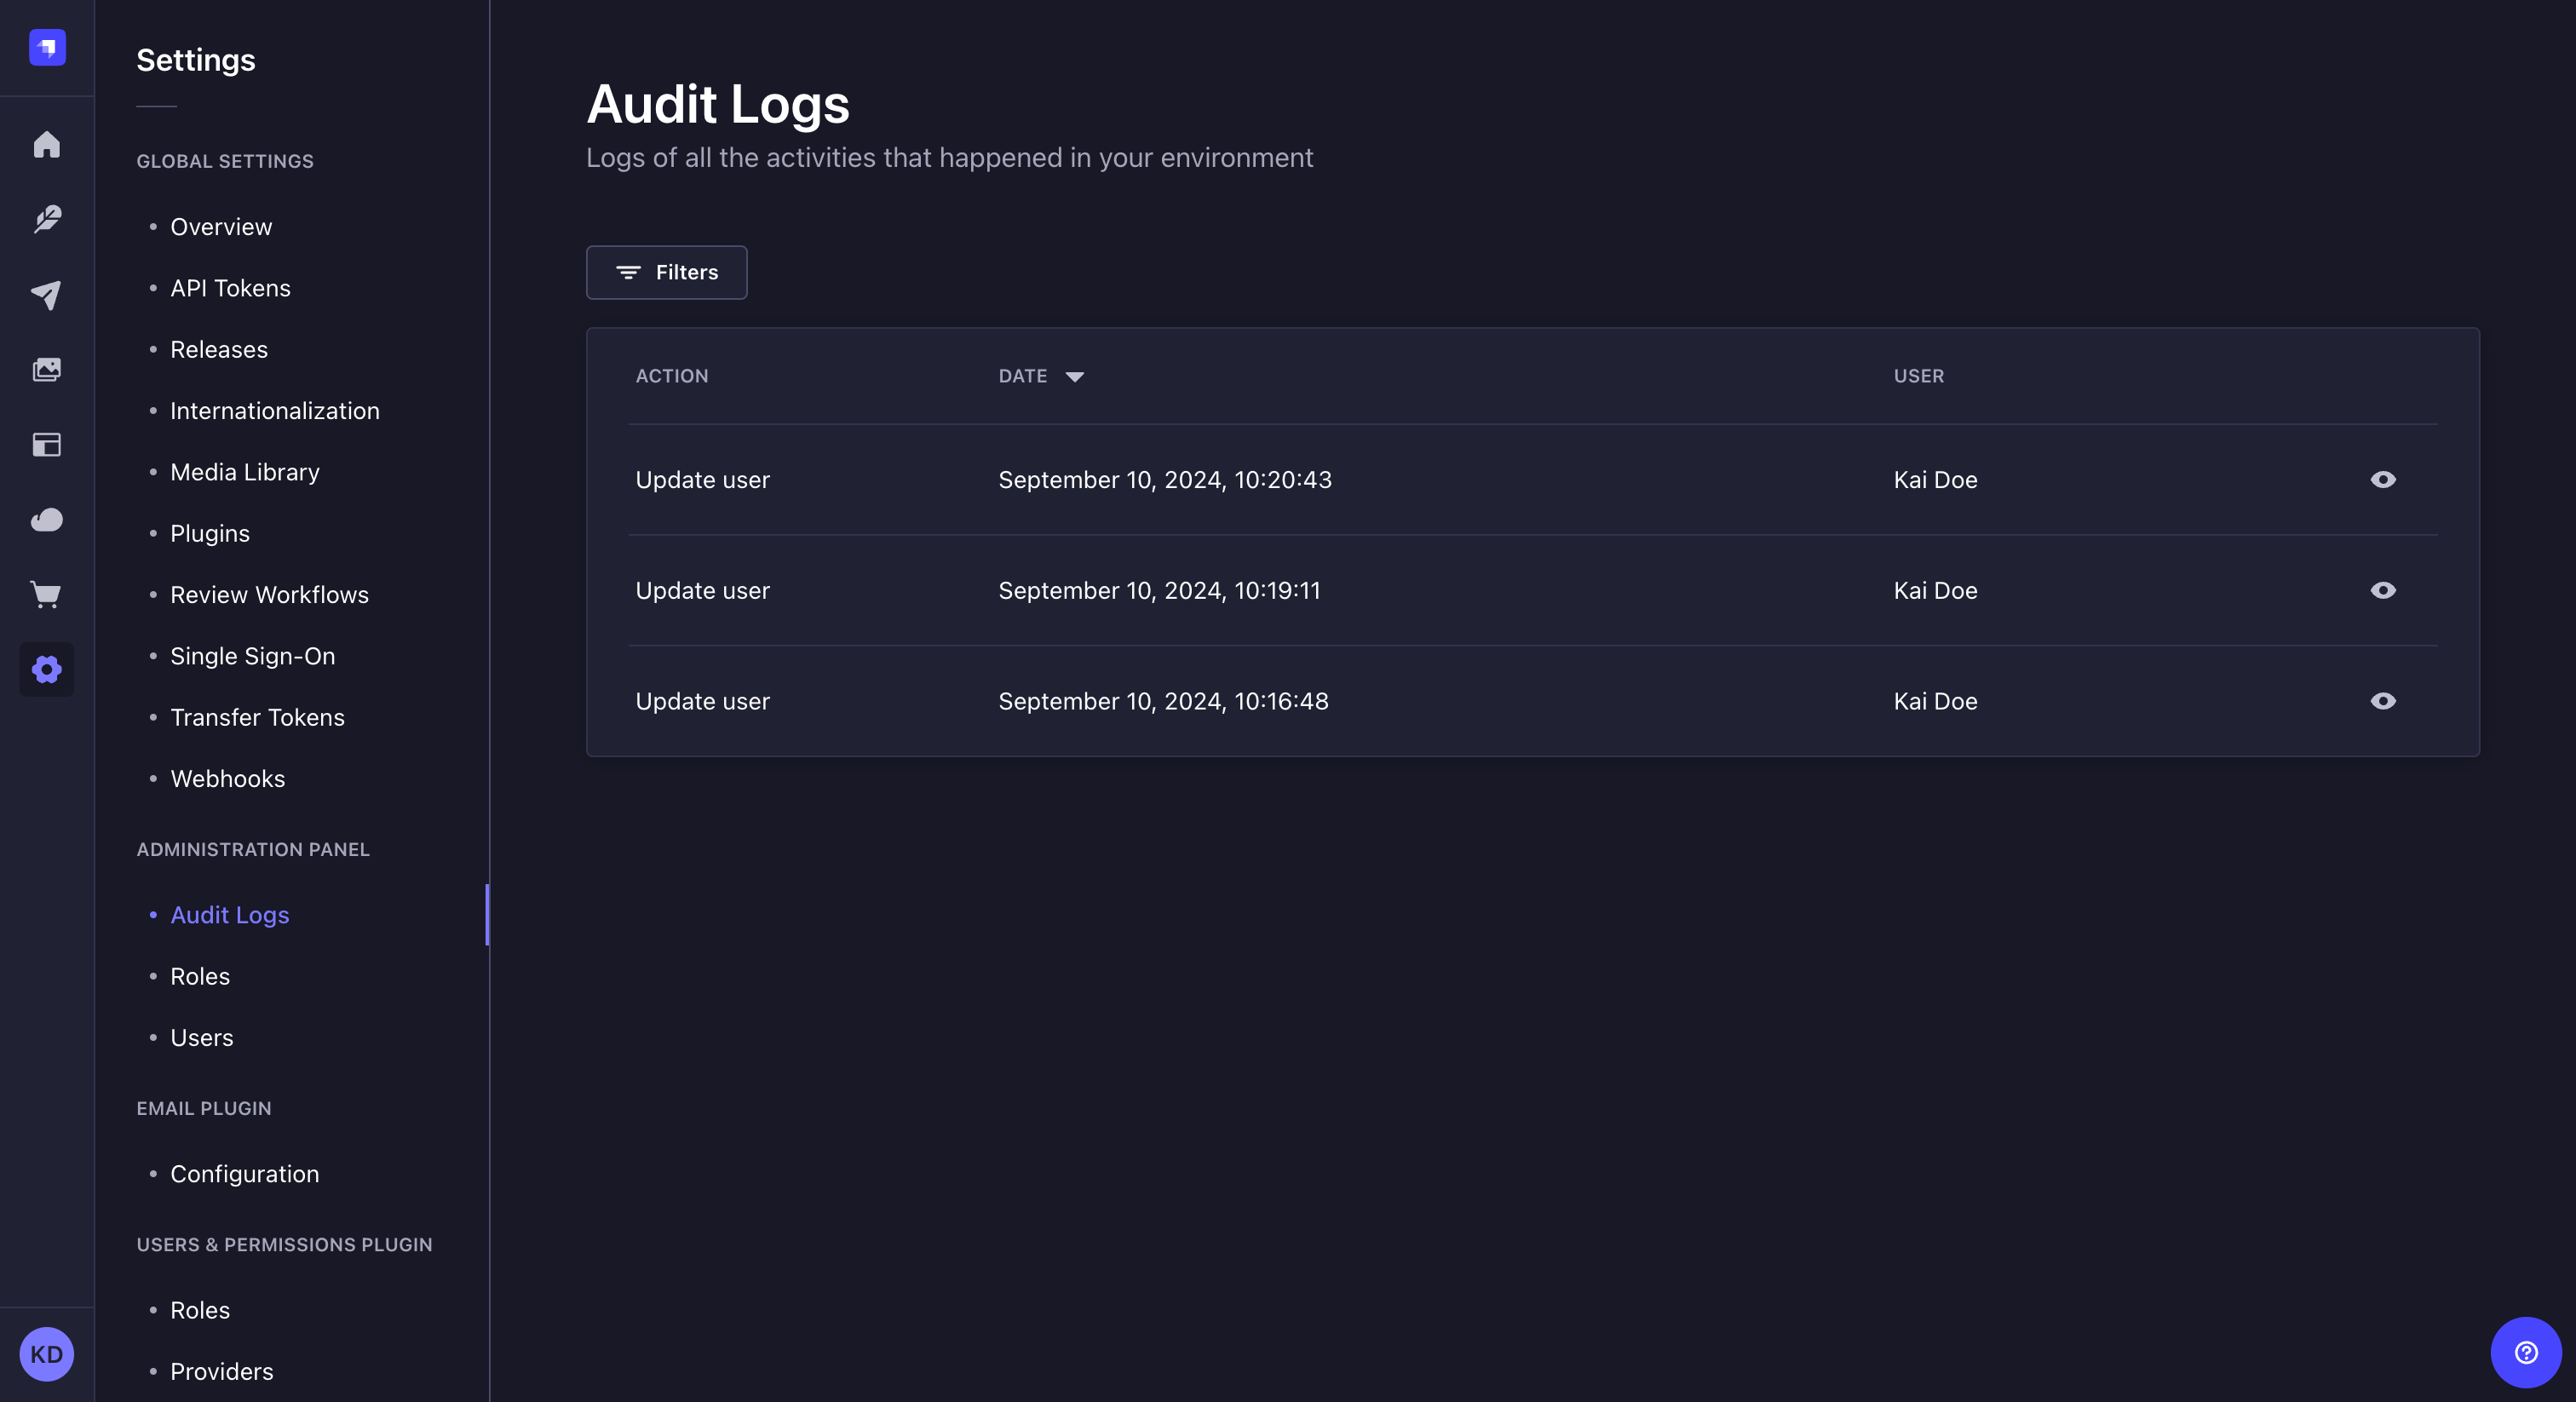 Settings
GLOBAL SETTINGS
Overview
API Tokens
Releases
Internationalization
Media Library
Plugins
Review Workflows
Single Sign-On
Transfer Tokens
Webhooks
ADMINISTRATION PANEL
Audit Logs
Roles
Users
EMAIL PLUGIN
Configuration
USERS & PERMISSIONS PLUGIN
Roles
Providers
KD
Audit Logs
Logs of all the activities that happened in your environment
Filters
ACTION DATE USER
Update user September 10, 2024, 10:20:43 Kai Doe
Update user September 10, 2024, 10:19:11 Kai Doe
Update user September 10, 2024, 10:16:48 Kai Doe